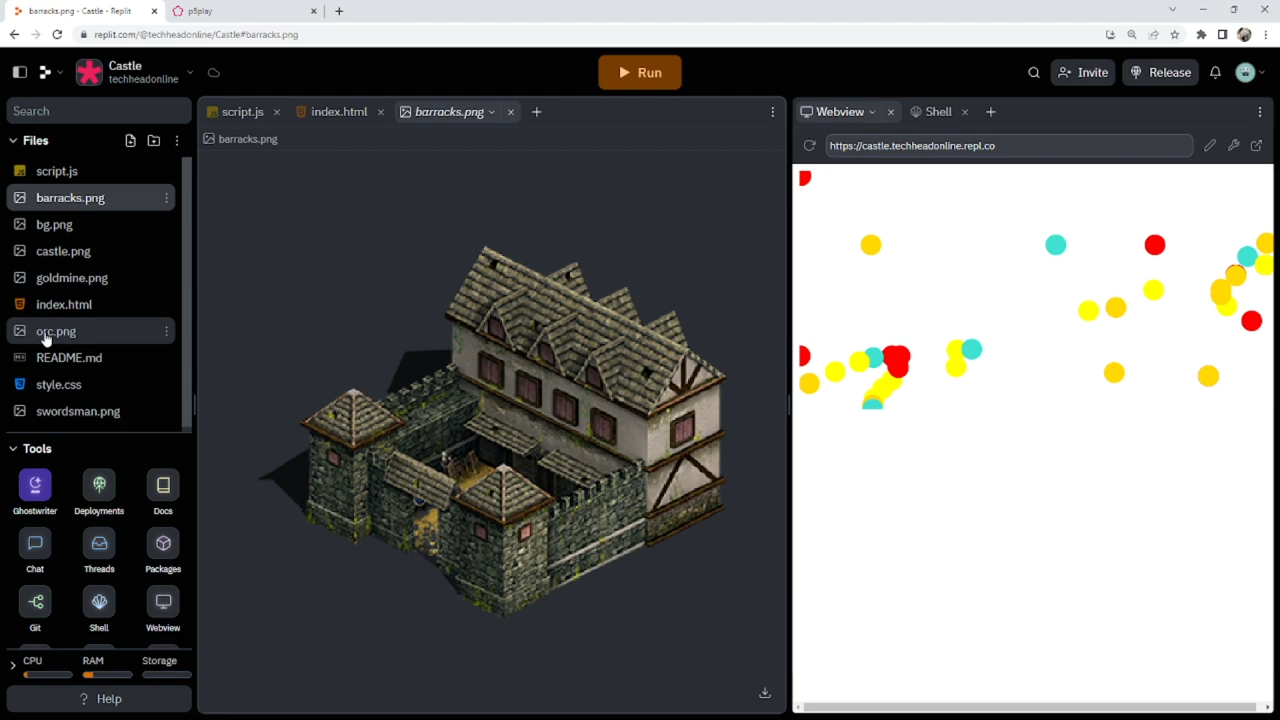 barracks.png - Castle - Replit
p5play
replit.com/@techheadonline/Castle#barracks.png
Castle
techheadonline
Run
Invite
Release
Search
script.js
index.html
barracks.png
Webview
Shell
Files
barracks.png
https://castle.techheadonline.repl.co
script.js
barracks.png
bg.png
castle.png
goldmine.png
index.html
orc.png
README.md
style.css
swordsman.png
Tools
Ghostwriter
Deployments
Docs
Chat
Threads
Packages
Git
Shell
Webview
CPU
RAM
Storage
? Help